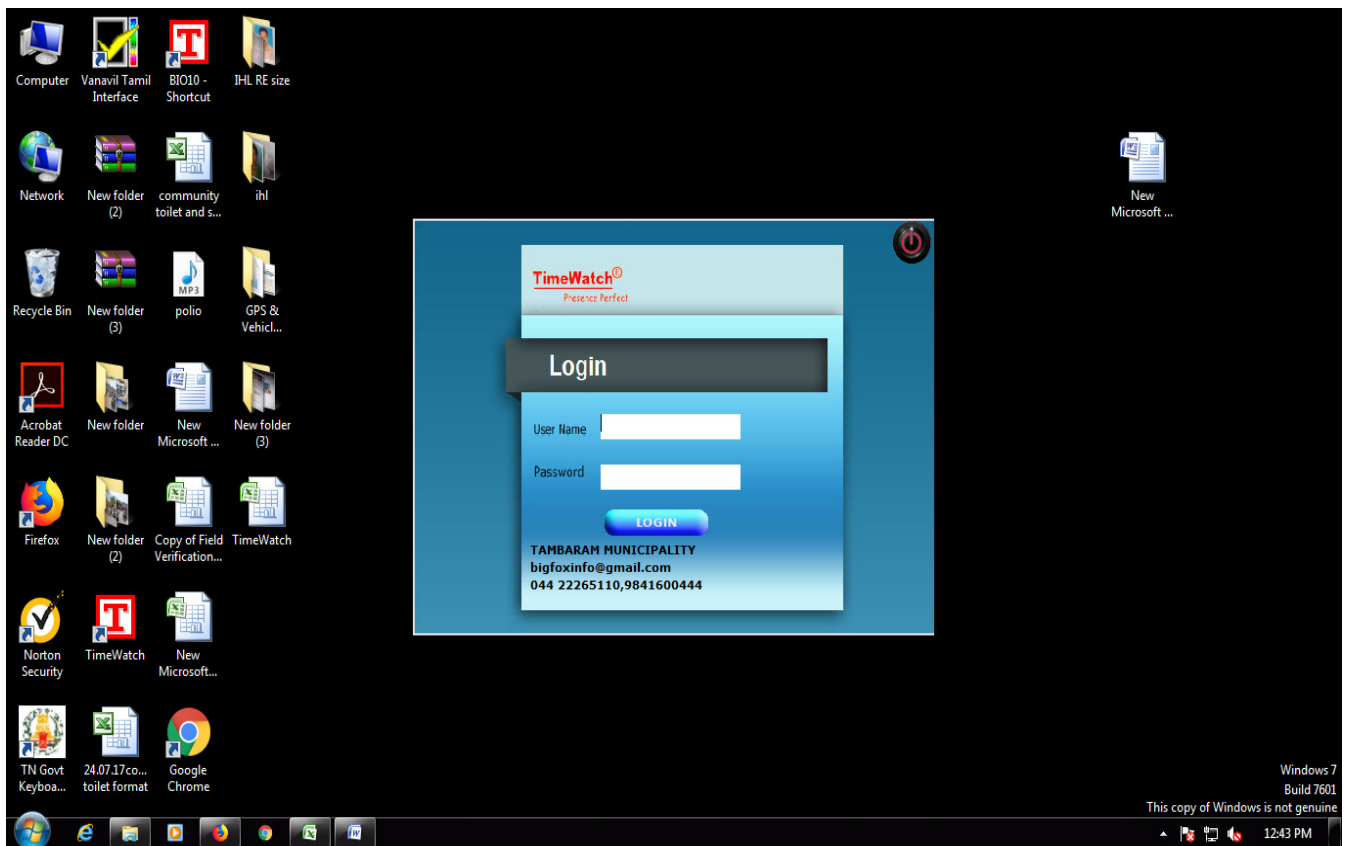 Computer
Vanavil Tamil
Interface
BIO10 -
Shortcut
IHL RE size
Network
New folder
(2)
community
toilet and s...
ihl
New
Microsoft ...
Recycle Bin
New folder
(3)
MP3
polio
GPS &
Vehicl...
Acrobat
Reader DC
New folder
New
Microsoft ...
New folder
(3)
Firefox
New folder
(2)
Copy of Field
Verification...
TimeWatch
Norton
Security
TimeWatch
New
Microsoft...
TN Govt
Keyboa...
24.07.17co...
toilet format
Google
Chrome
TimeWatch®
Presence Perfect
Login
User Name
Password
LOGIN
TAMBARAM MUNICIPALITY
bigfoxinfo@gmail.com
044 22265110,9841600444
Windows 7
Build 7601
This copy of Windows is not genuine
12:43 PM